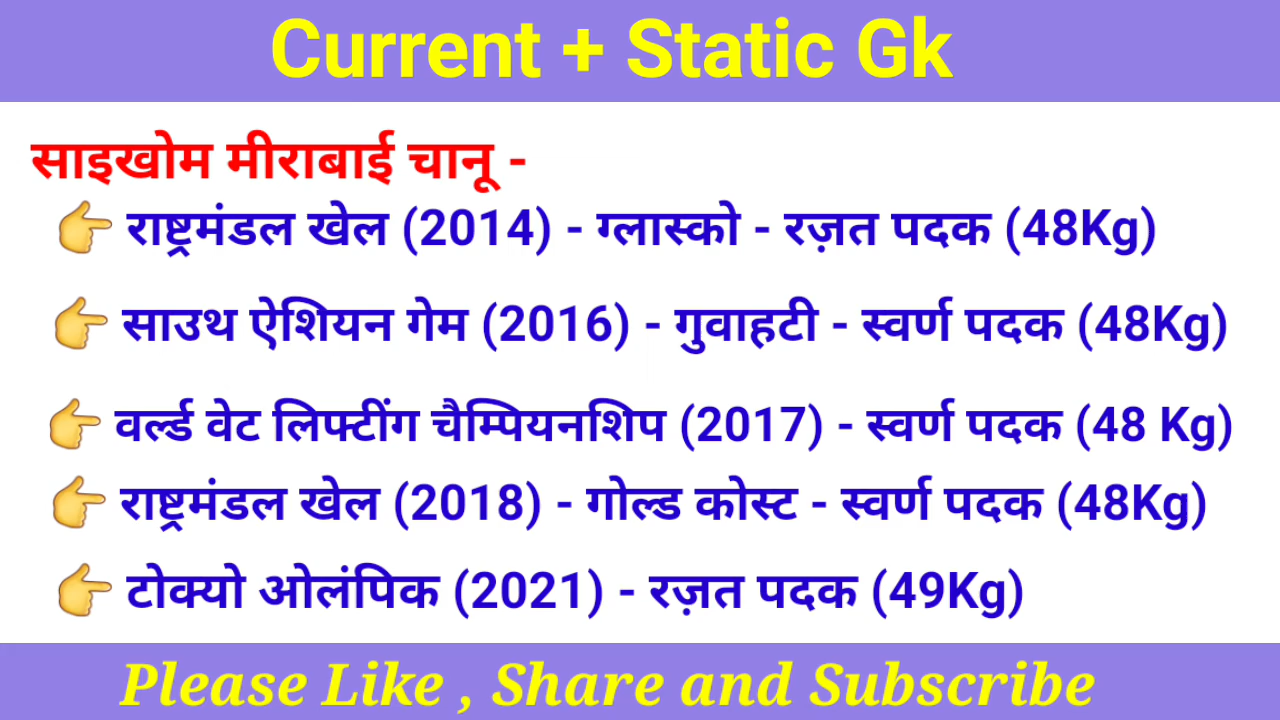 Current + Static Gk
साइखोम मीराबाई चानू -
👉 राष्ट्रमंडल खेल (2014) - ग्लास्को - रज़त पदक (48Kg)
👉 साउथ ऐशियन गेम (2016) - गुवाहटी - स्वर्ण पदक (48Kg)
👉 वर्ल्ड वेट लिफ्टींग चैम्पियनशिप (2017) - स्वर्ण पदक (48 Kg)
👉 राष्ट्रमंडल खेल (2018) - गोल्ड कोस्ट - स्वर्ण पदक (48Kg)
👉 टोक्यो ओलंपिक (2021) - रज़त पदक (49Kg)
Please Like , Share and Subscribe